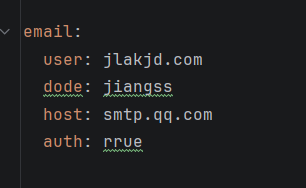 email:
  user: jlakjd.com
  dode: jiangss
  host: smtp.qq.com
  auth: rrue